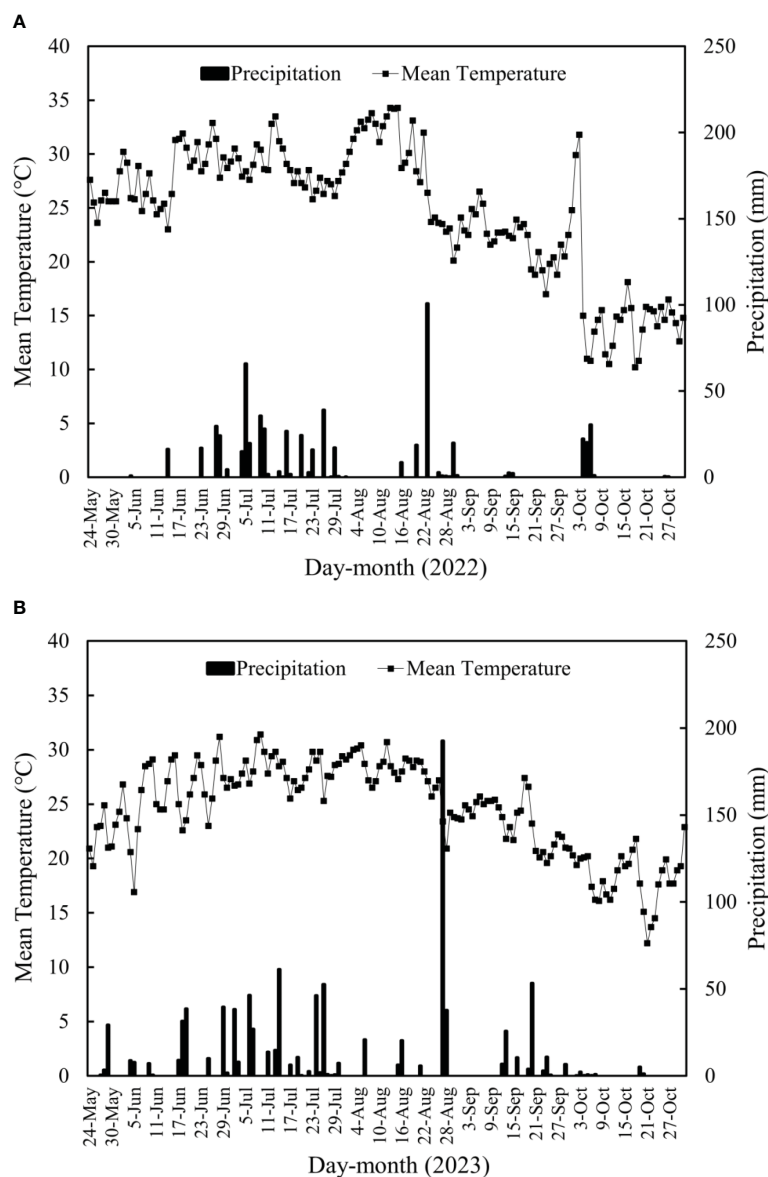 A
Precipitation Mean Temperature
Mean Temperature (°C)
40
35
30
25
20
15
10
5
0
250
200
150
100
50
0
Precipitation (mm)
24-May
30-May
5-Jun
11-Jun
17-Jun
23-Jun
29-Jun
5-Jul
11-Jul
17-Jul
23-Jul
29-Jul
4-Aug
10-Aug
16-Aug
22-Aug
28-Aug
3-Sep
9-Sep
15-Sep
21-Sep
27-Sep
3-Oct
9-Oct
15-Oct
21-Oct
27-Oct
Day-month (2022)
B
Precipitation Mean Temperature
Mean Temperature (°C)
40
35
30
25
20
15
10
5
0
250
200
150
100
50
0
Precipitation (mm)
24-May
30-May
5-Jun
11-Jun
17-Jun
23-Jun
29-Jun
5-Jul
11-Jul
17-Jul
23-Jul
29-Jul
4-Aug
10-Aug
16-Aug
22-Aug
28-Aug
3-Sep
9-Sep
15-Sep
21-Sep
27-Sep
3-Oct
9-Oct
15-Oct
21-Oct
27-Oct
Day-month (2023)